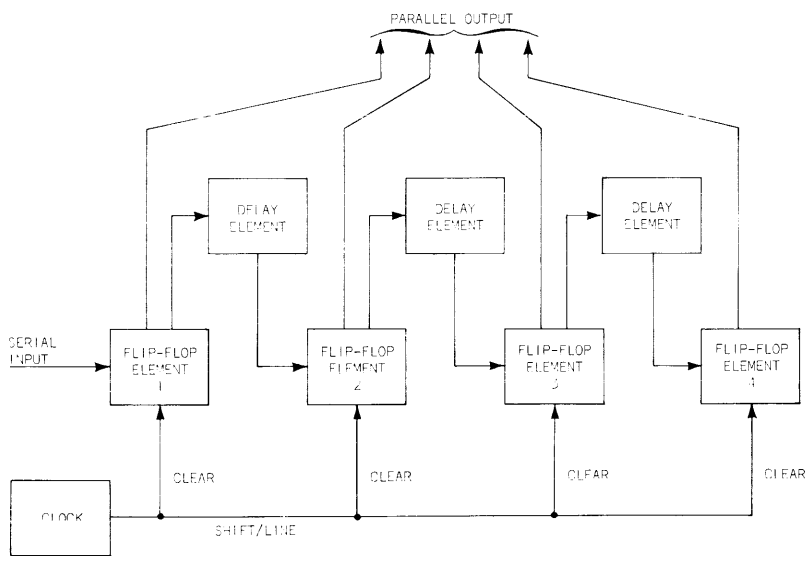 PARALLEL OUTPUT
DELAY
ELEMENT
DELAY
ELEMENT
DELAY
ELEMENT
SERIAL
INPUT
FLIP-FLOP
ELEMENT
1
FLIP-FLOP
ELEMENT
2
FLIP-FLOP
ELEMENT
3
FLIP-FLOP
ELEMENT
4
CLEAR
CLEAR
CLEAR
CLEAR
CLOCK
SHIFT/LINE